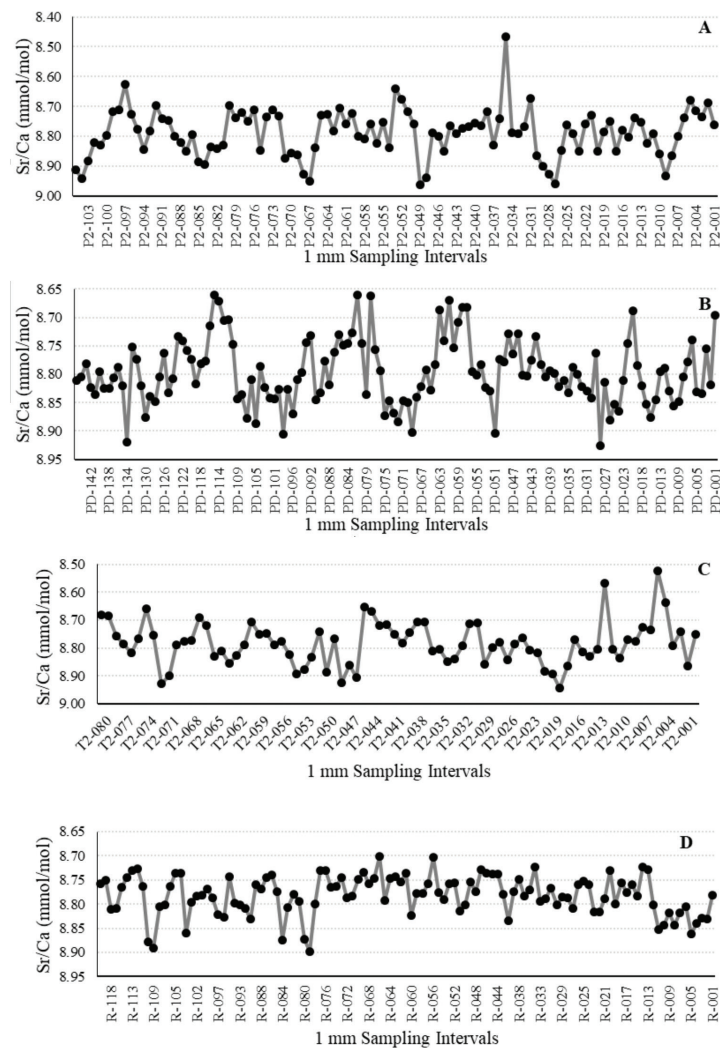 A
Sr/Ca (mmol/mol)
8.40
8.50
8.60
8.70
8.80
8.90
9.00
P2-103
P2-100
P2-097
P2-094
P2-091
P2-088
P2-085
P2-082
P2-079
P2-076
P2-073
P2-070
P2-067
P2-064
P2-061
P2-058
P2-055
P2-052
P2-049
P2-046
P2-043
P2-040
P2-037
P2-034
P2-031
P2-028
P2-025
P2-022
P2-019
P2-016
P2-013
P2-010
P2-007
P2-004
P2-001
1 mm Sampling Intervals
B
Sr/Ca (mmol/mol)
8.65
8.70
8.75
8.80
8.85
8.90
8.95
PD-142
PD-138
PD-134
PD-130
PD-126
PD-122
PD-118
PD-114
PD-109
PD-105
PD-101
PD-096
PD-092
PD-088
PD-084
PD-079
PD-075
PD-071
PD-067
PD-063
PD-059
PD-055
PD-051
PD-047
PD-043
PD-039
PD-035
PD-031
PD-027
PD-023
PD-018
PD-013
PD-009
PD-005
PD-001
1 mm Sampling Intervals
C
Sr/Ca (mmol/mol)
8.50
8.60
8.70
8.80
8.90
9.00
T2-080
T2-077
T2-074
T2-071
T2-068
T2-065
T2-062
T2-059
T2-056
T2-053
T2-050
T2-047
T2-044
T2-041
T2-038
T2-035
T2-032
T2-029
T2-026
T2-023
T2-019
T2-016
T2-013
T2-010
T2-007
T2-004
T2-001
1 mm Sampling Intervals
D
Sr/Ca (mmol/mol)
8.65
8.70
8.75
8.80
8.85
8.90
8.95
R-118
R-113
R-109
R-105
R-102
R-097
R-093
R-088
R-084
R-080
R-076
R-072
R-068
R-064
R-060
R-056
R-052
R-048
R-044
R-038
R-033
R-029
R-025
R-021
R-017
R-013
R-009
R-005
R-001
1 mm Sampling Intervals